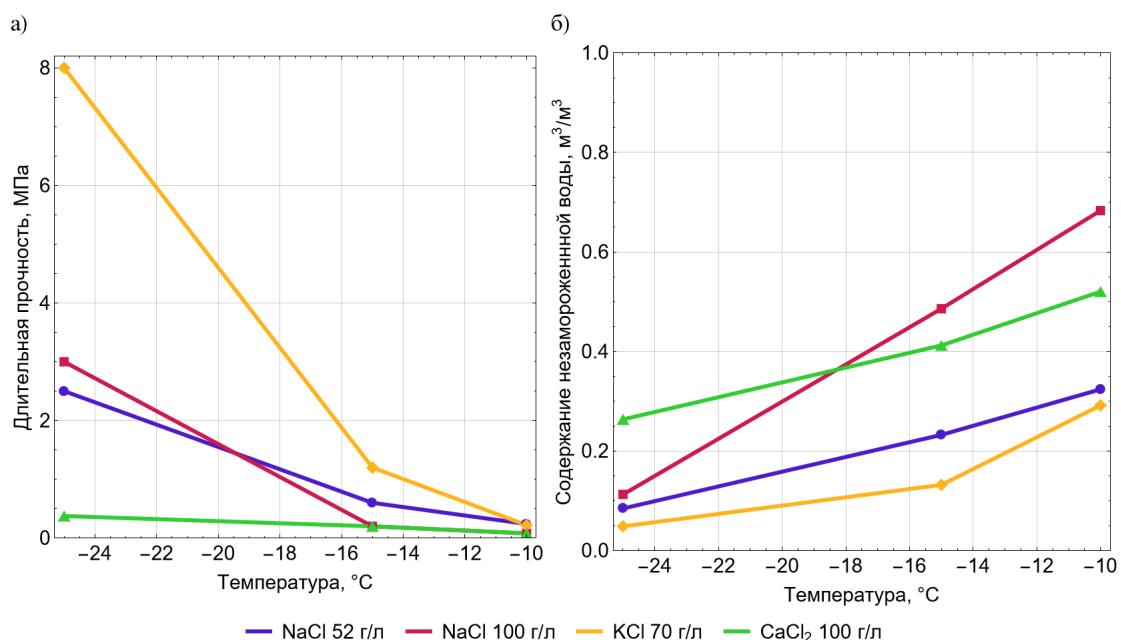 а)
б)
Длительная прочность, МПа
8
6
4
2
0
−24 −22 −20 −18 −16 −14 −12 −10
Температура, °C
Содержание незамороженнной воды, м³/м³
1.0
0.8
0.6
0.4
0.2
0.0
−24 −22 −20 −18 −16 −14 −12 −10
Температура, °C
NaCl 52 г/л NaCl 100 г/л KCl 70 г/л CaCl₂ 100 г/л